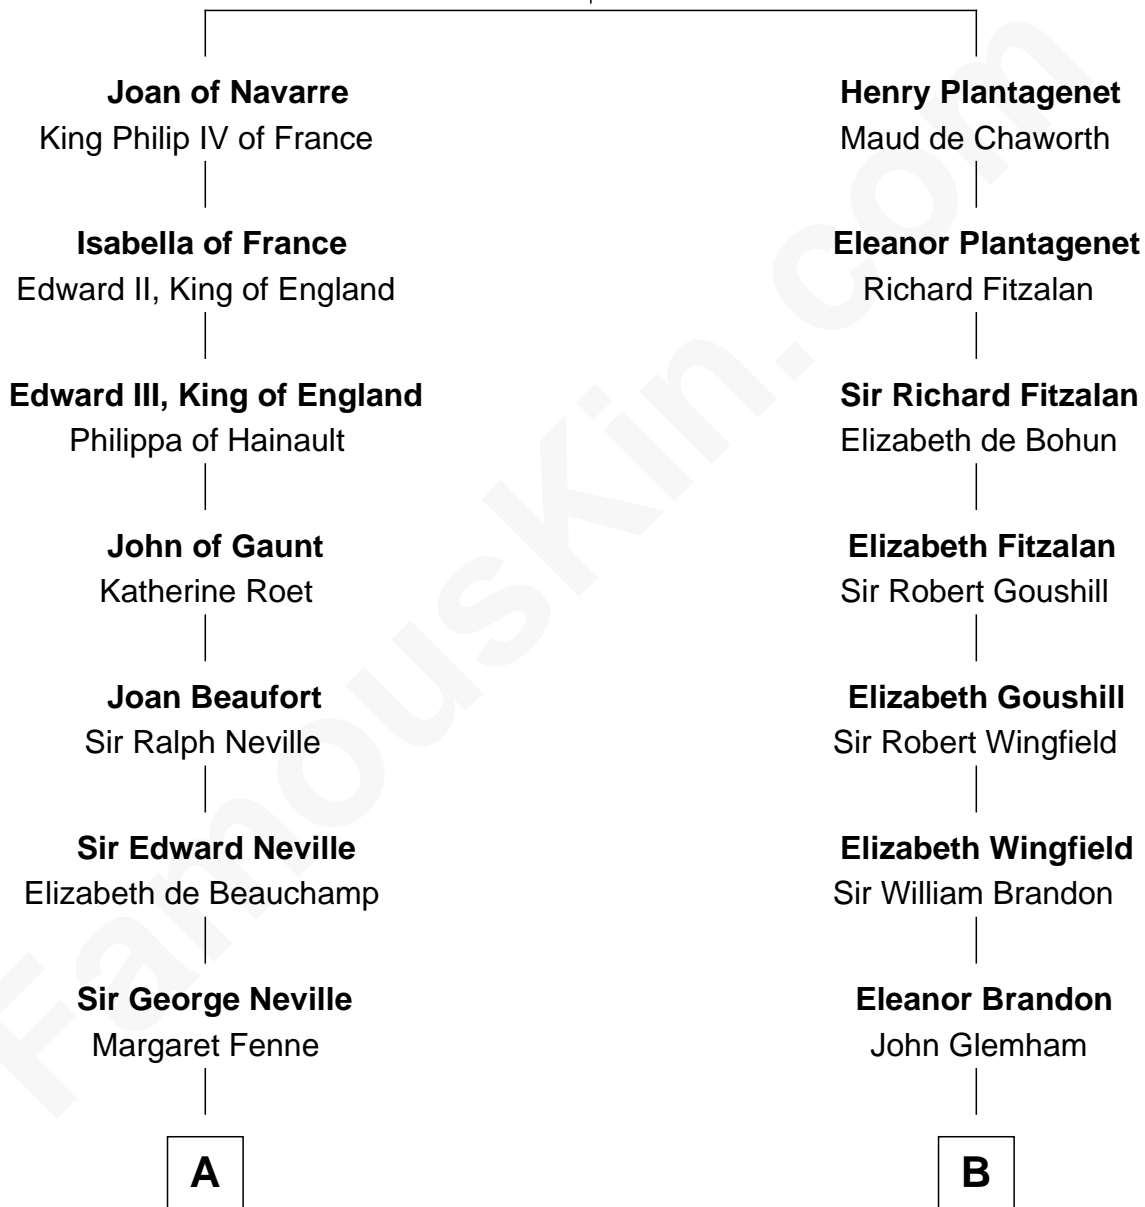 Joan of Navarre
King Philip IV of France
Isabella of France
Edward II, King of England
Edward III, King of England
Philippa of Hainault
John of Gaunt
Katherine Roet
Joan Beaufort
Sir Ralph Neville
Sir Edward Neville
Elizabeth de Beauchamp
Sir George Neville
Margaret Fenne
A
Henry Plantagenet
Maud de Chaworth
Eleanor Plantagenet
Richard Fitzalan
Sir Richard Fitzalan
Elizabeth de Bohun
Elizabeth Fitzalan
Sir Robert Goushill
Elizabeth Goushill
Sir Robert Wingfield
Elizabeth Wingfield
Sir William Brandon
Eleanor Brandon
John Glemham
B
FamousKin.com